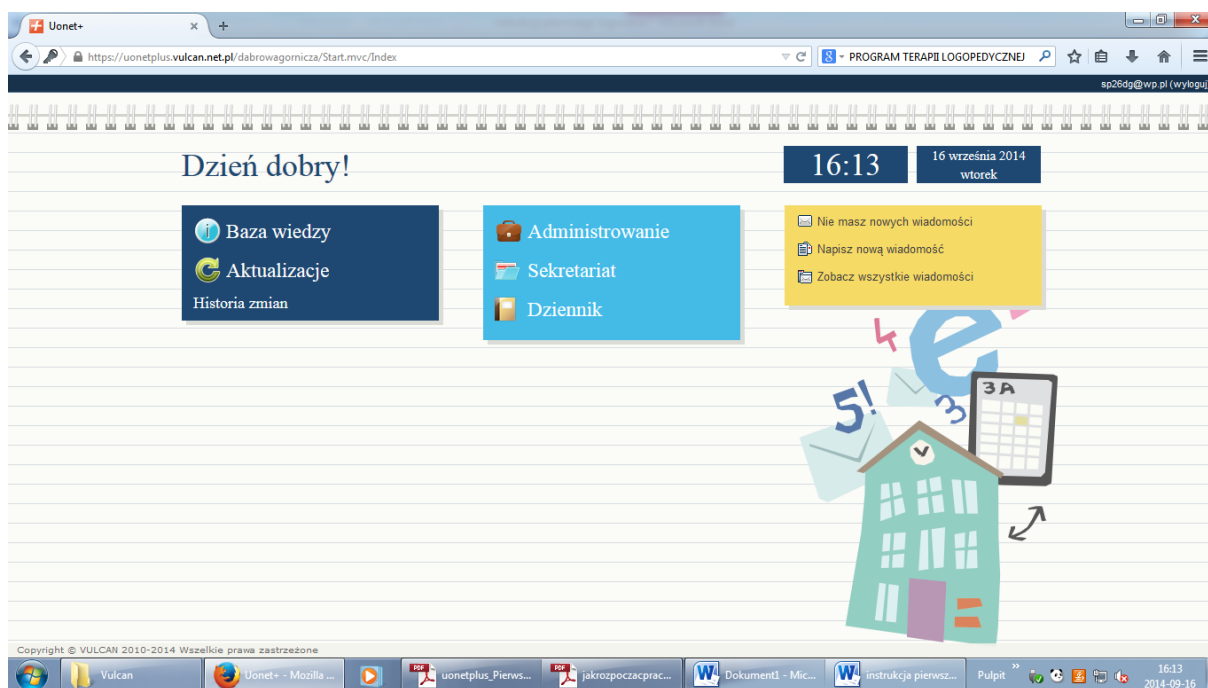 Uonet+
https://uonetplus.vulcan.net.pl/dabrowagornicza/Start.mvc/Index
PROGRAM TERAPII LOGOPEDYCZNEJ
sp26dg@wp.pl (wyloguj)
Dzień dobry!
16:13
16 września 2014
wtorek
Baza wiedzy
Aktualizacje
Historia zmian
Administrowanie
Sekretariat
Dziennik
Nie masz nowych wiadomości
Napisz nową wiadomość
Zobacz wszystkie wiadomości
4
e
5!
3
3A
Copyright © VULCAN 2010-2014 Wszelkie prawa zastrzeżone
Vulcan
Uonet+ - Mozilla ...
uonetplus_Pierws...
jakrozpoczacprac...
Dokument1 - Mic...
instrukcja pierwsz...
Pulpit
16:13
2014-09-16